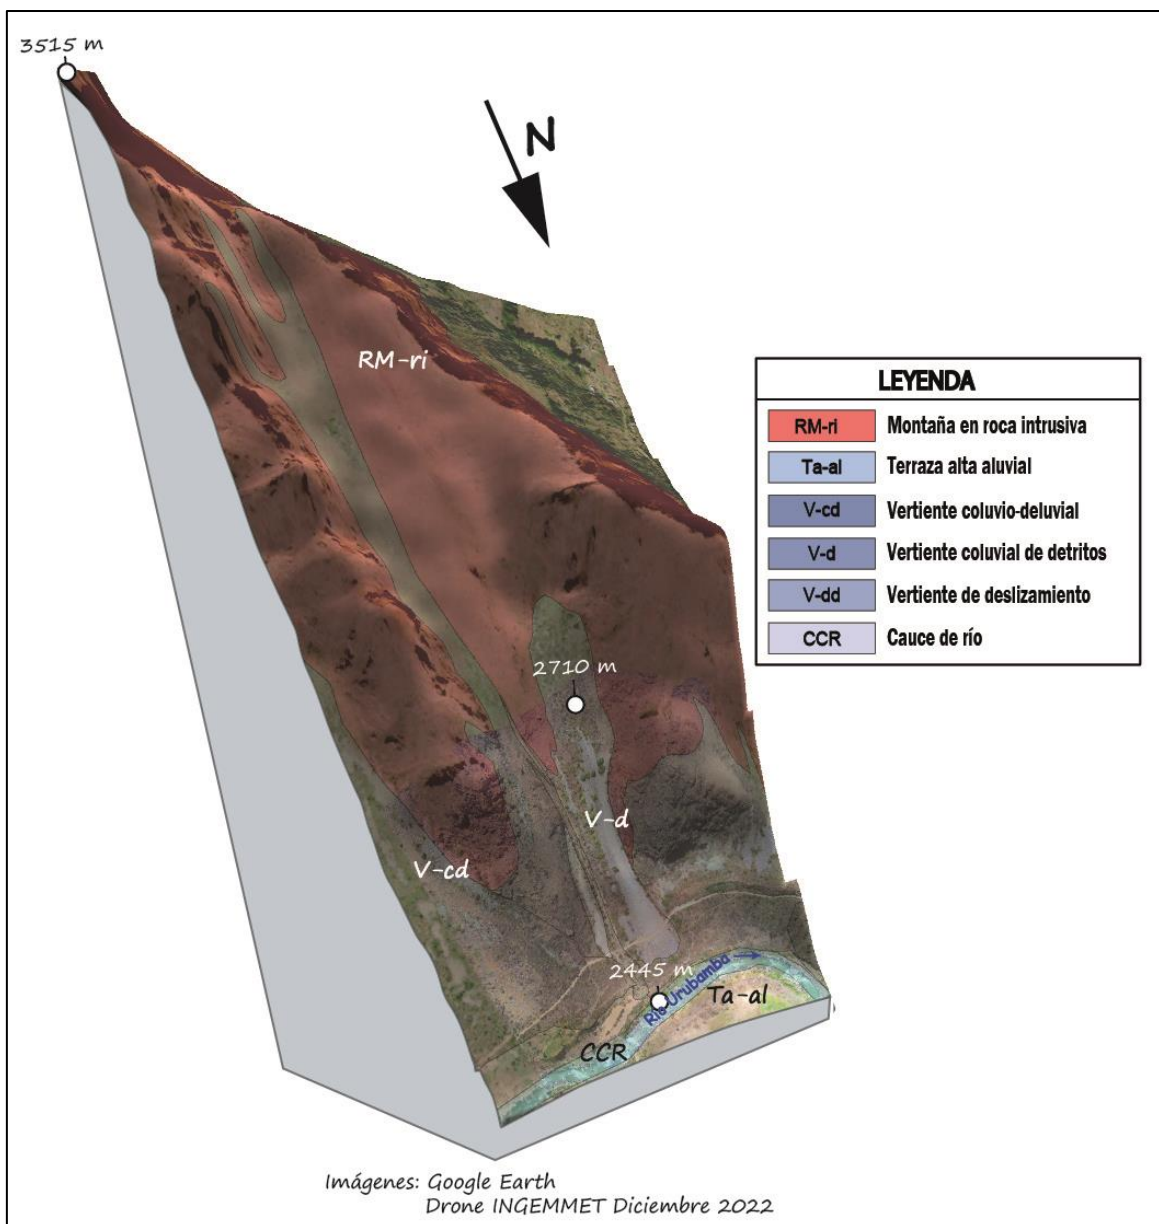 3515 m
N
RM-ri
LEYENDA
RM-ri Montaña en roca intrusiva
Ta-al Terraza alta aluvial
V-cd Vertiente coluvio-deluvial
V-d Vertiente coluvial de detritos
V-dd Vertiente de deslizamiento
CCR Cauce de río
2710 m
V-d
V-cd
2445 m
Río Urubamba
Ta-al
CCR
Imágenes: Google Earth
Drone INGEMMET Diciembre 2022